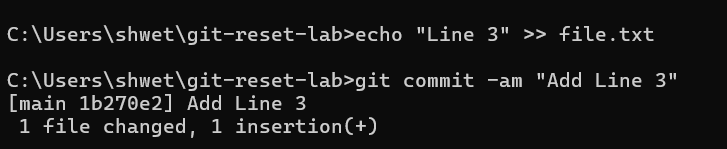 C:\Users\shwet\git-reset-lab>echo "Line 3" >> file.txt
C:\Users\shwet\git-reset-lab>git commit -am "Add Line 3"
[main 1b270e2] Add Line 3
 1 file changed, 1 insertion(+)